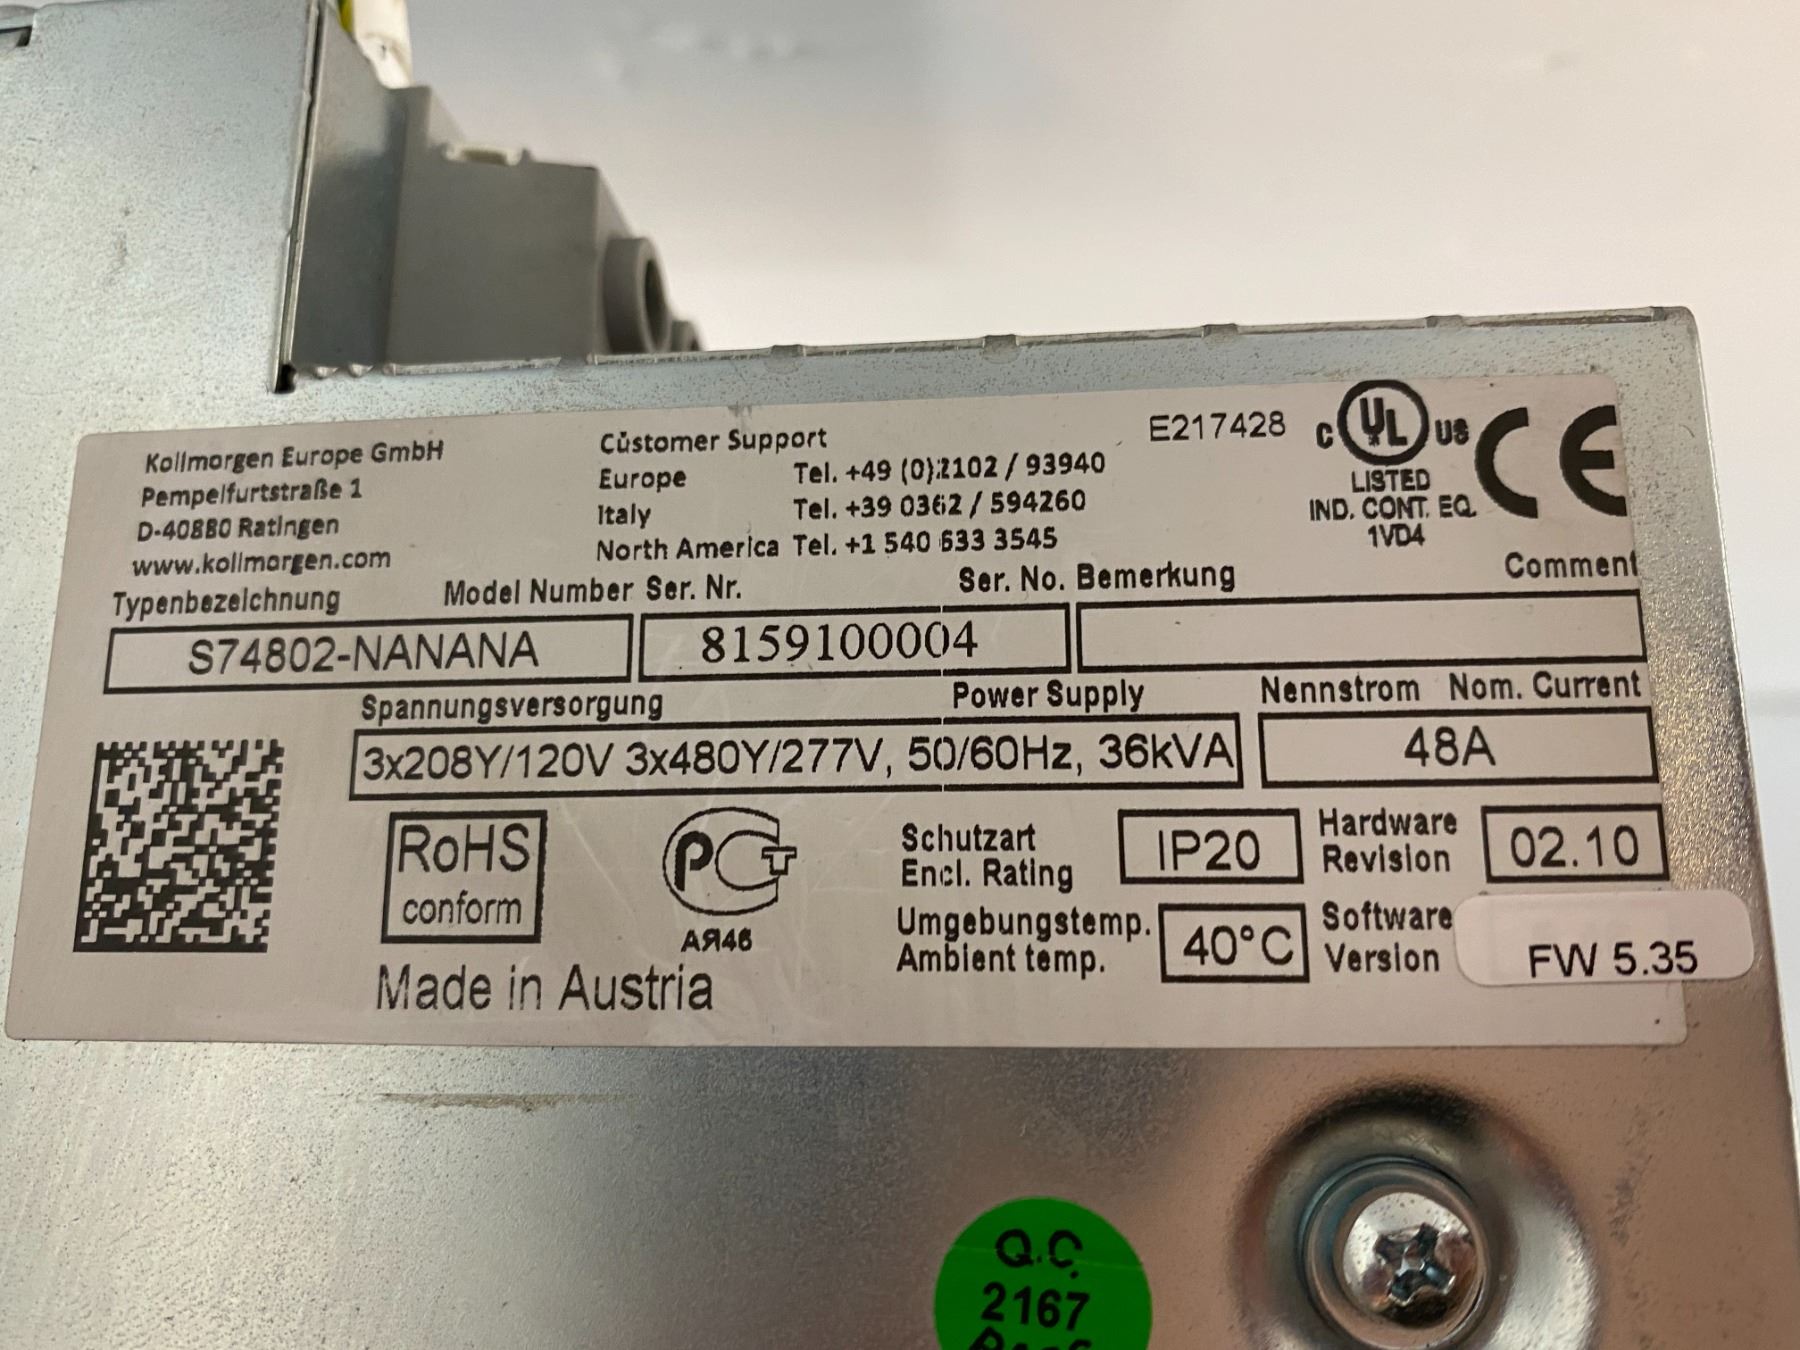 Kollmorgen Europe GmbH
Pempelfurtstraße 1
D-40880 Ratingen
www.kollmorgen.com
Customer Support
Europe Tel. +49 (0)2102 / 93940
Italy Tel. +39 0362 / 594260
North America Tel. +1 540 633 3545
E217428
C UL US
LISTED
IND. CONT. EQ.
1VD4
CE
Typenbezeichnung Model Number Ser. Nr. Ser. No. Bemerkung Comment
S74802-NANANA 8159100004
Spannungsversorgung Power Supply Nennstrom Nom. Current
3x208Y/120V 3x480Y/277V, 50/60Hz, 36kVA 48A
RoHS
conform
РСТ
АЯ46
Made in Austria
Schutzart
Encl. Rating
IP20
Hardware
Revision
02.10
Umgebungstemp.
Ambient temp.
40°C
Software
Version
FW 5.35
Q.C.
2167